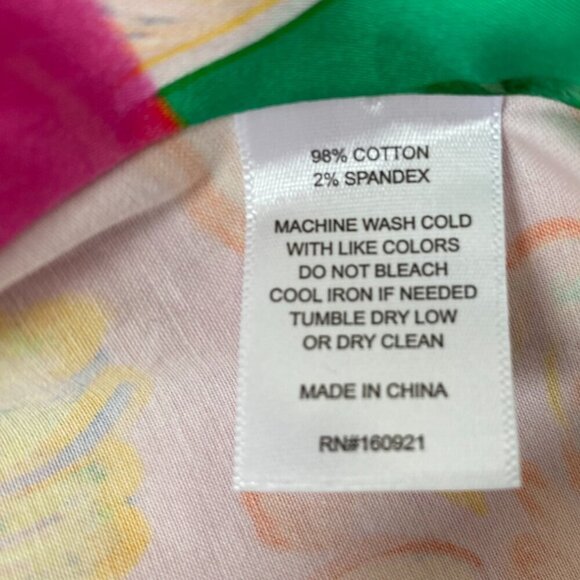 98% COTTON
2% SPANDEX
MACHINE WASH COLD
WITH LIKE COLORS
DO NOT BLEACH
COOL IRON IF NEEDED
TUMBLE DRY LOW
OR DRY CLEAN
MADE IN CHINA
RN#160921